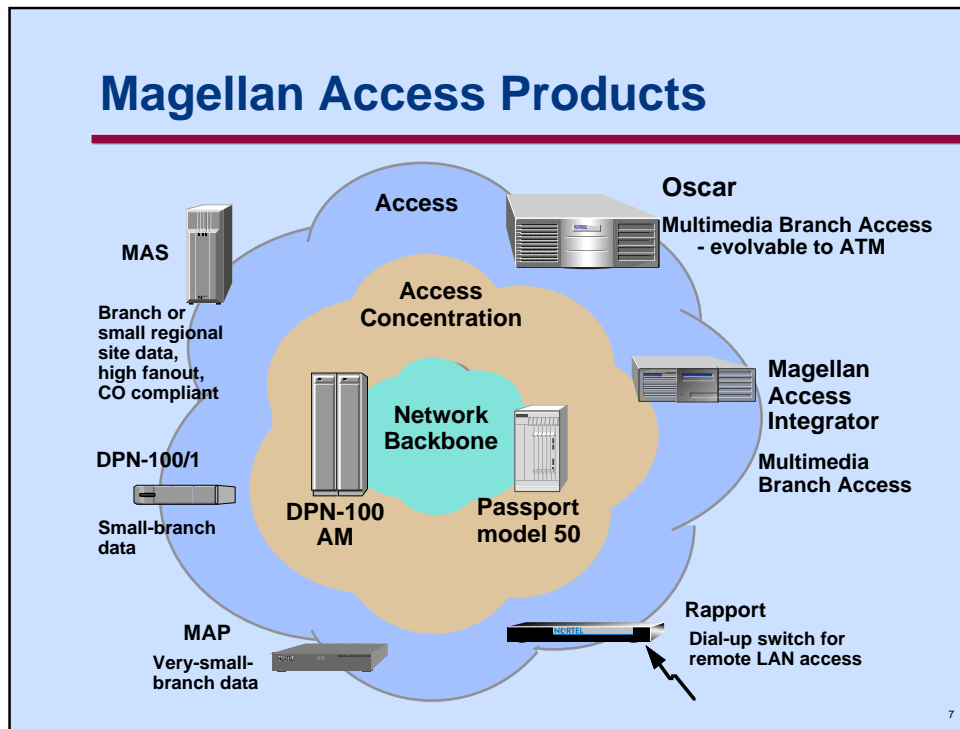 Magellan Access Products
Access
Oscar
Multimedia Branch Access
- evolvable to ATM
MAS
Branch or
small regional
site data,
high fanout,
CO compliant
Access
Concentration
Magellan
Access
Integrator
Multimedia
Branch Access
Network
Backbone
DPN-100/1
Small-branch
data
DPN-100
AM
Passport
model 50
MAP
Very-small-
branch data
NORTEL
NORTEL
Rapport
Dial-up switch for
remote LAN access
7